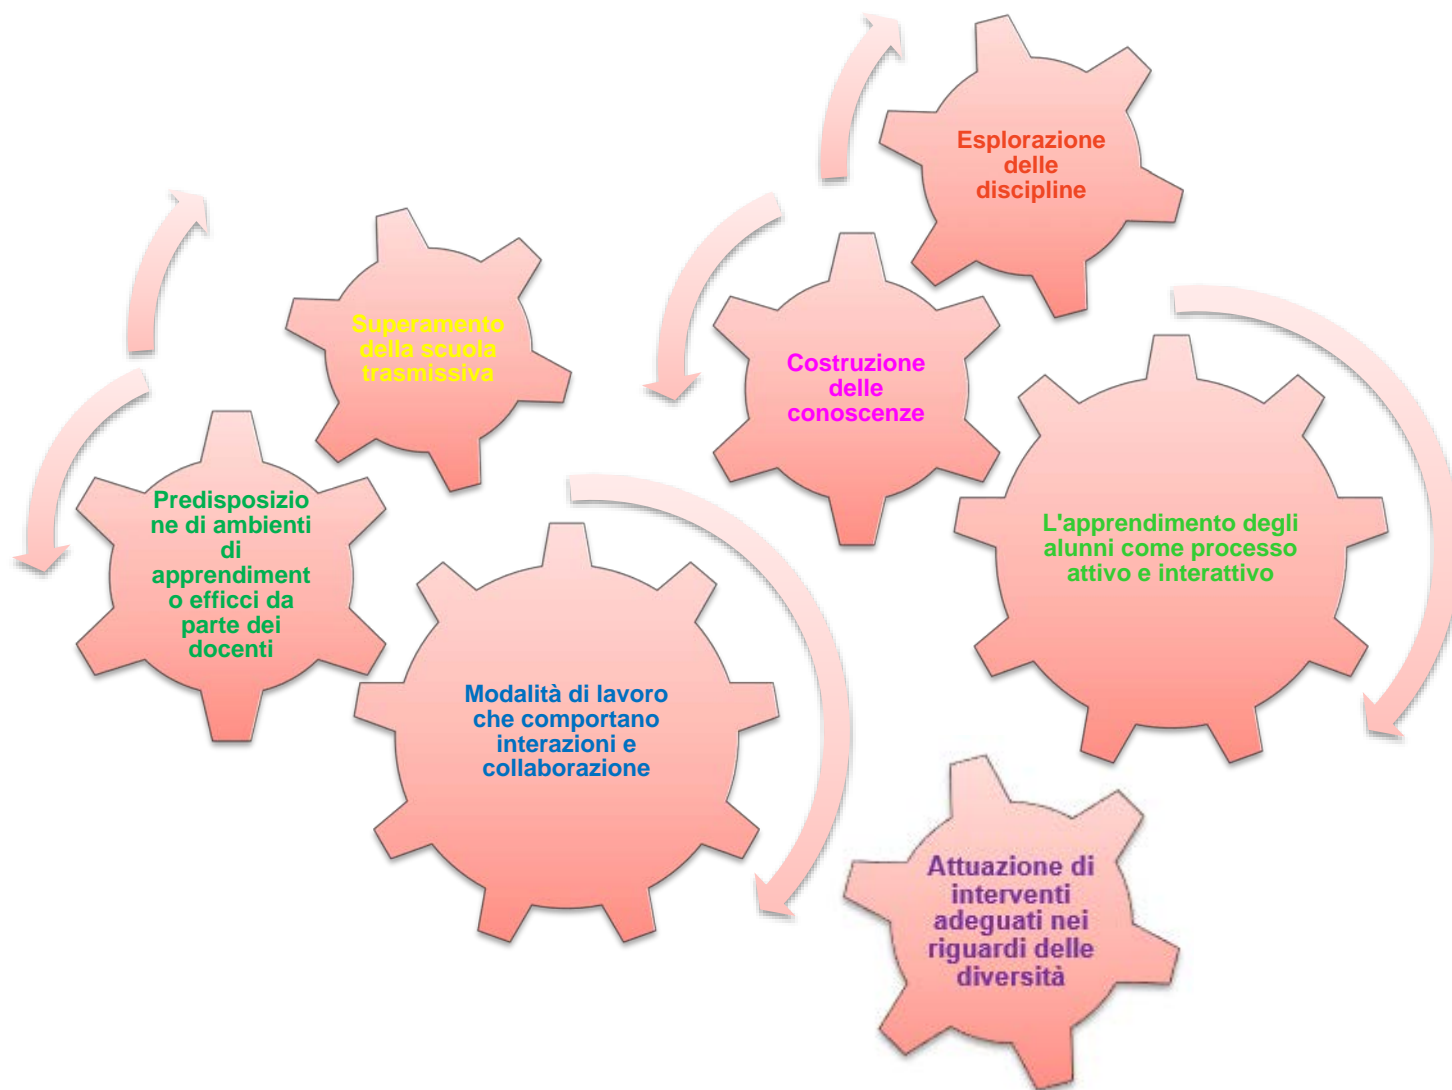 Esplorazione
delle
discipline
Superamento
della scuola
trasmissiva
Costruzione
delle
conoscenze
Predisposizio
ne di ambienti
di
apprendiment
o efficci da
parte dei
docenti
L'apprendimento degli
alunni come processo
attivo e interattivo
Modalità di lavoro
che comportano
interazioni e
collaborazione
Attuazione di
interventi
adeguati nei
riguardi delle
diversità